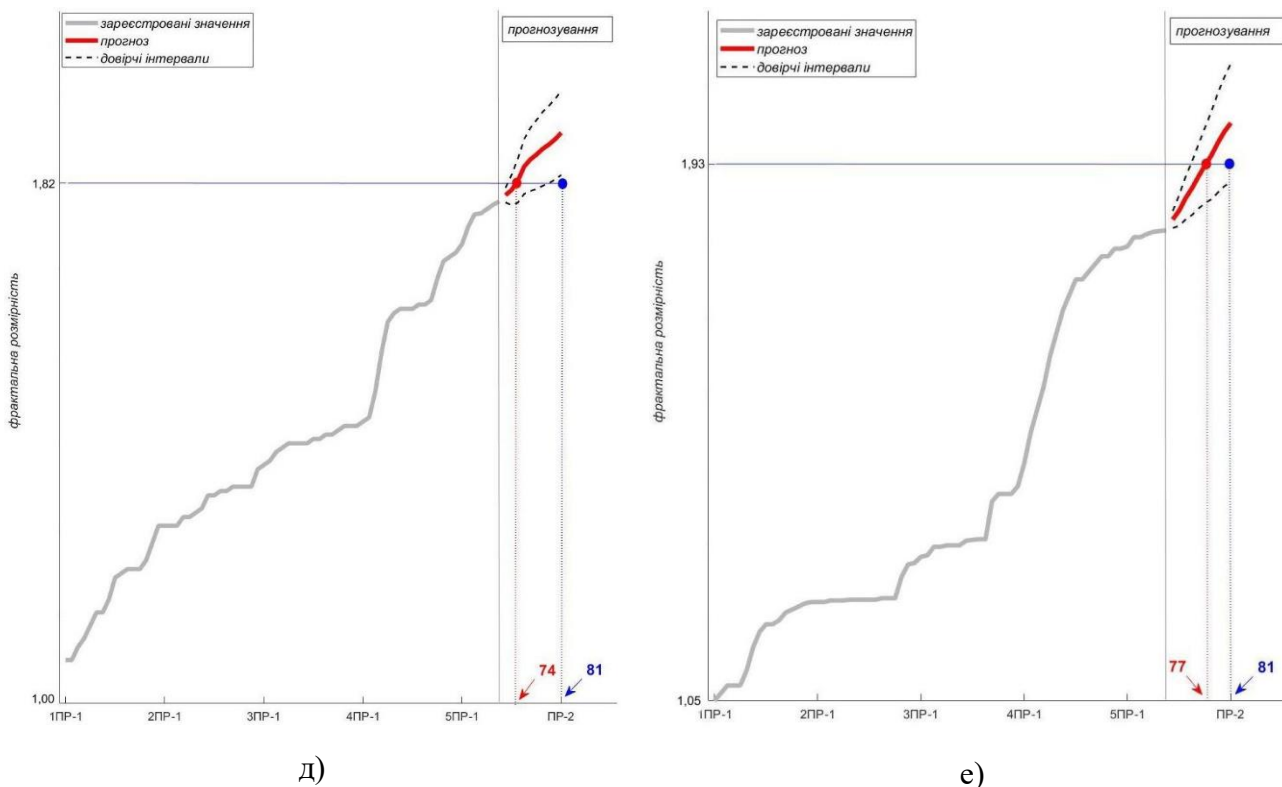 зареєстровані значення
прогноз
довірчі інтервали
прогнозування
фрактальна розмірність
1,82
1,00
74
81
1ПР-1
2ПР-1
3ПР-1
4ПР-1
5ПР-1
ПР-2
д)
зареєстровані значення
прогноз
довірчі інтервали
прогнозування
фрактальна розмірність
1,93
1,05
77
81
1ПР-1
2ПР-1
3ПР-1
4ПР-1
5ПР-1
ПР-2
е)